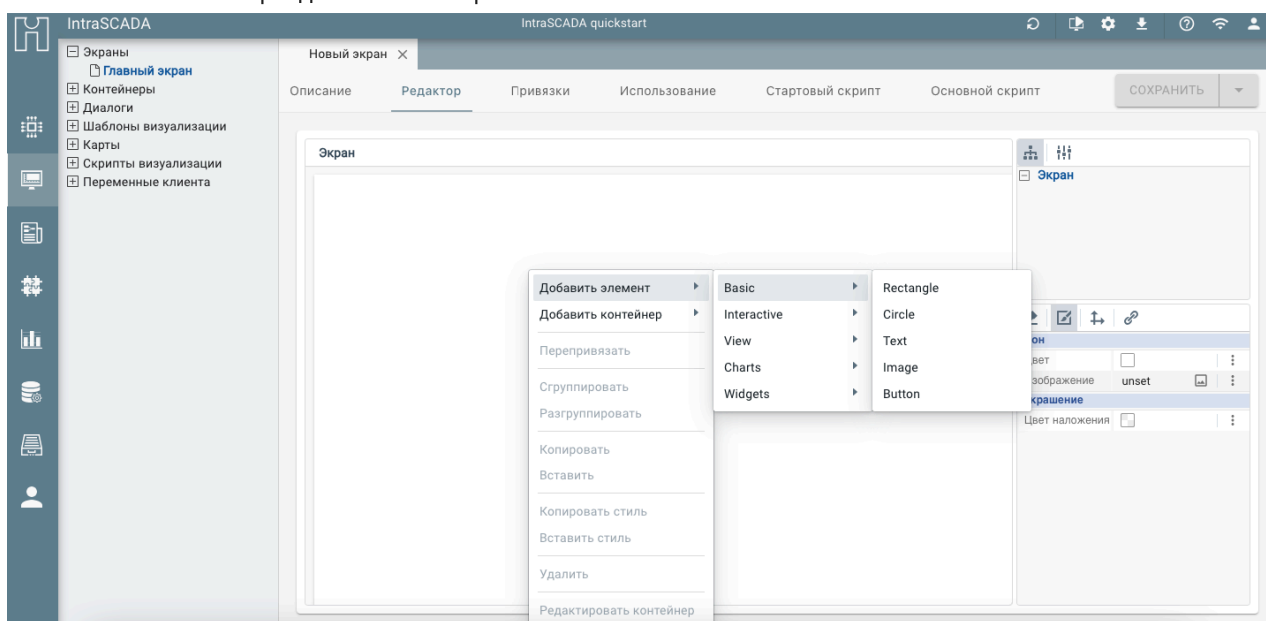 IntraSCADA
IntraSCADA quickstart
Экраны
Главный экран
Контейнеры
Диалоги
Шаблоны визуализации
Карты
Скрипты визуализации
Переменные клиента
Новый экран
Описание
Редактор
Привязки
Использование
Стартовый скрипт
Основной скрипт
СОХРАНИТЬ
Экран
Экран
Добавить элемент
Добавить контейнер
Перепривязать
Сгруппировать
Разгруппировать
Копировать
Вставить
Копировать стиль
Вставить стиль
Удалить
Редактировать контейнер
Basic
Interactive
View
Charts
Widgets
Rectangle
Circle
Text
Image
Button
unset
Цвет наложения